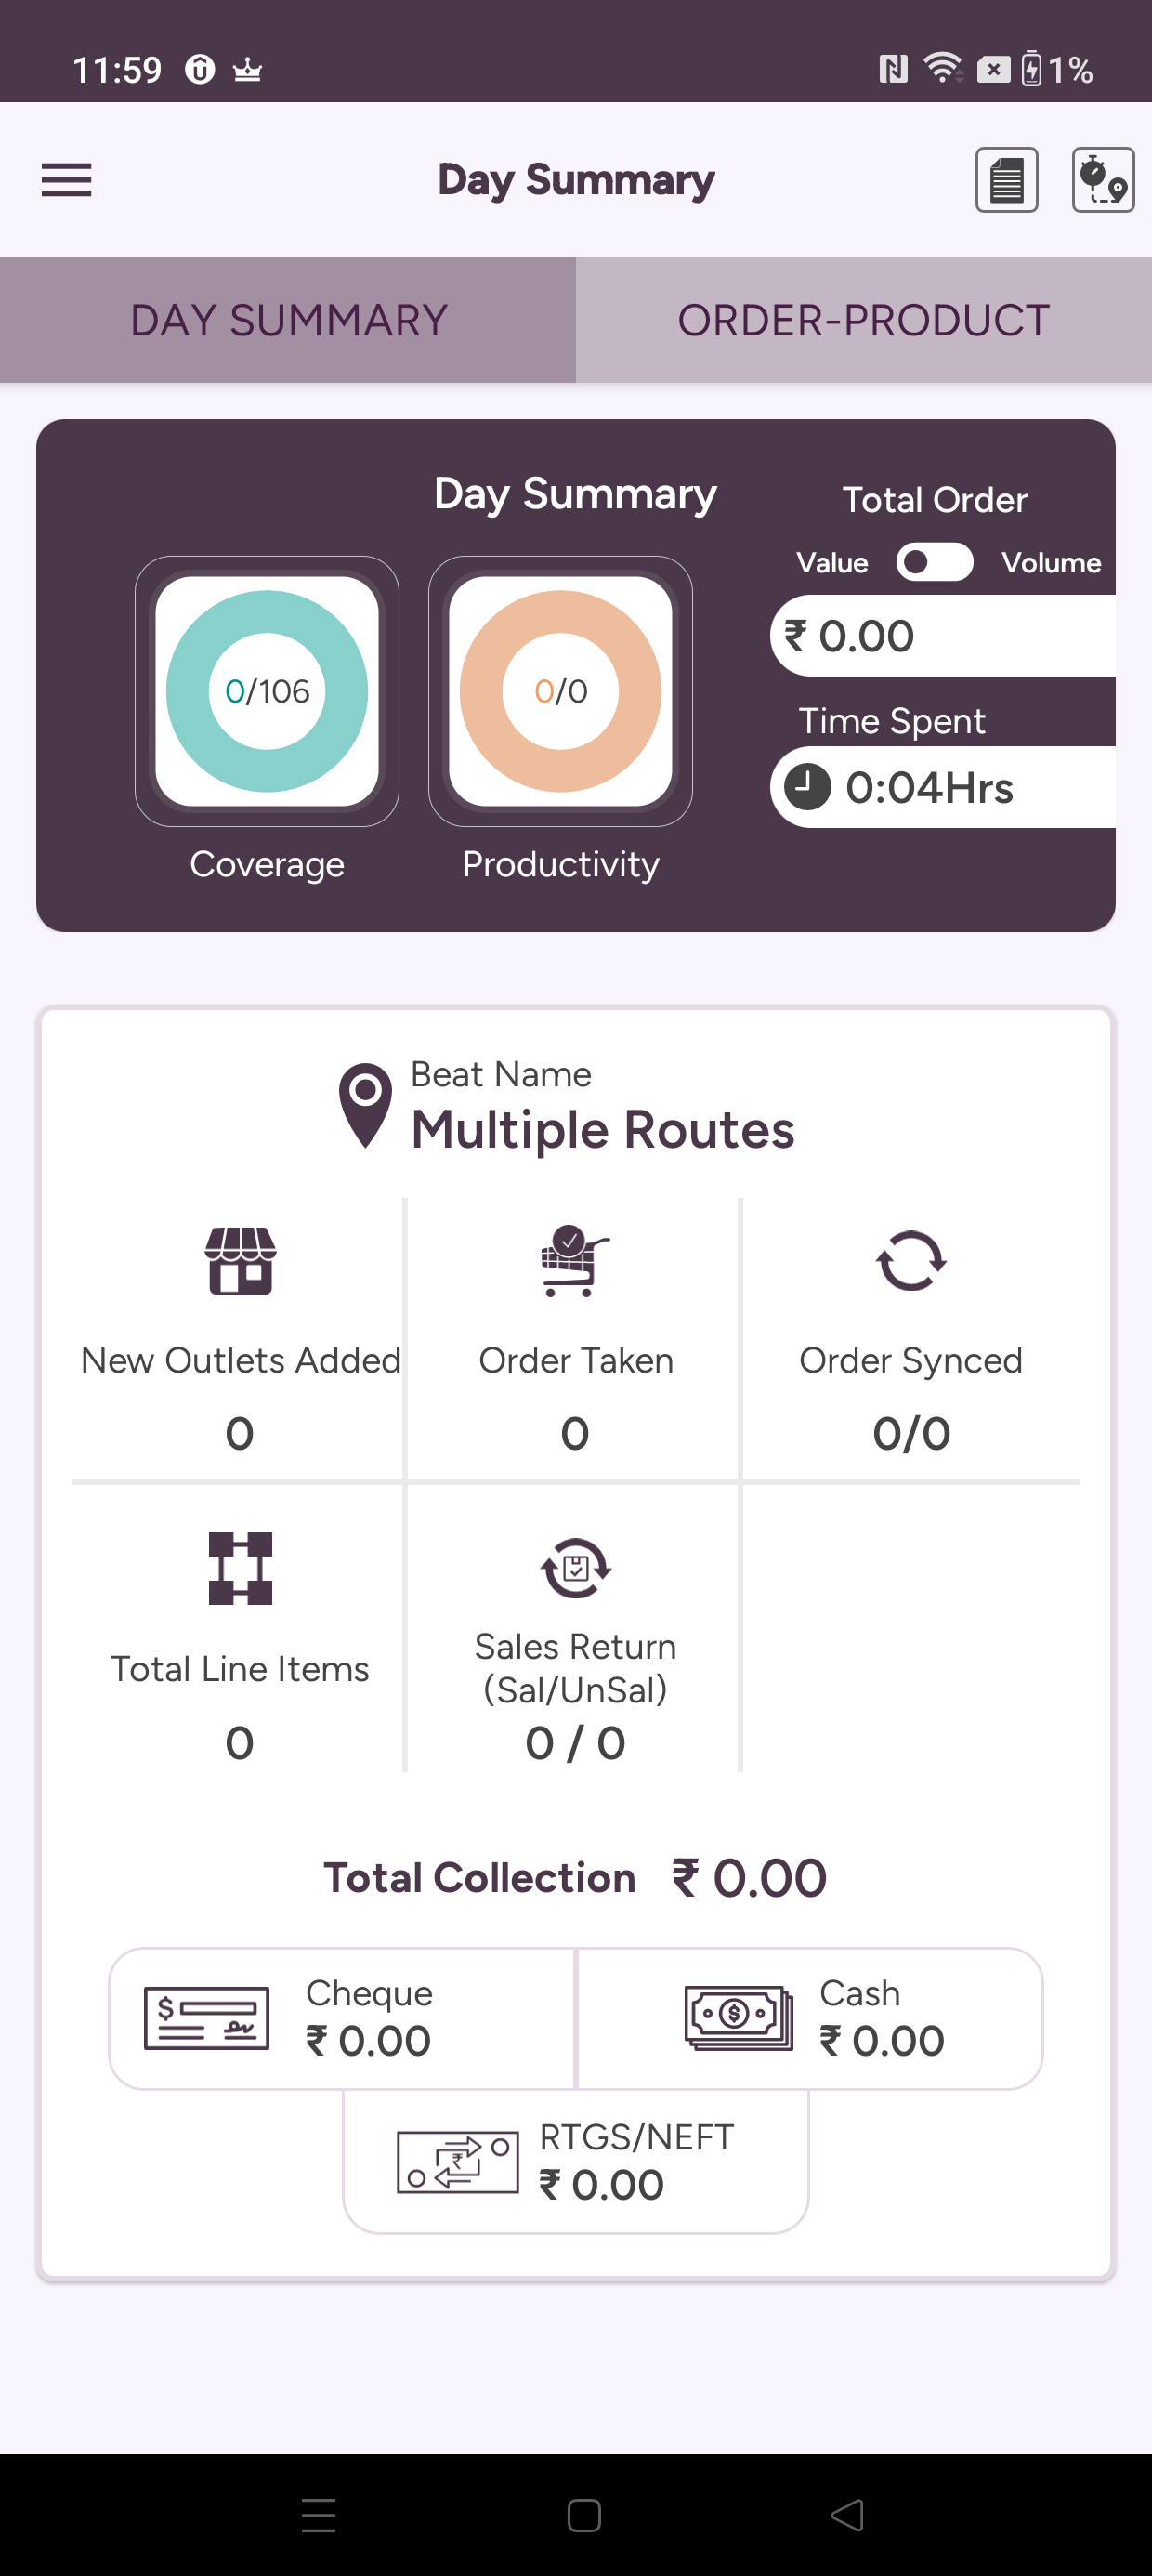 11:59
1%
Day Summary
DAY SUMMARY
ORDER-PRODUCT
Day Summary
Total Order
Value
Volume
₹ 0.00
0/106
0/0
Time Spent
0:04Hrs
Coverage
Productivity
Beat Name
Multiple Routes
New Outlets Added
Order Taken
Order Synced
0
0
0/0
Total Line Items
Sales Return
(Sal/UnSal)
0
0 / 0
Total Collection ₹ 0.00
Cheque
₹ 0.00
Cash
₹ 0.00
RTGS/NEFT
₹ 0.00